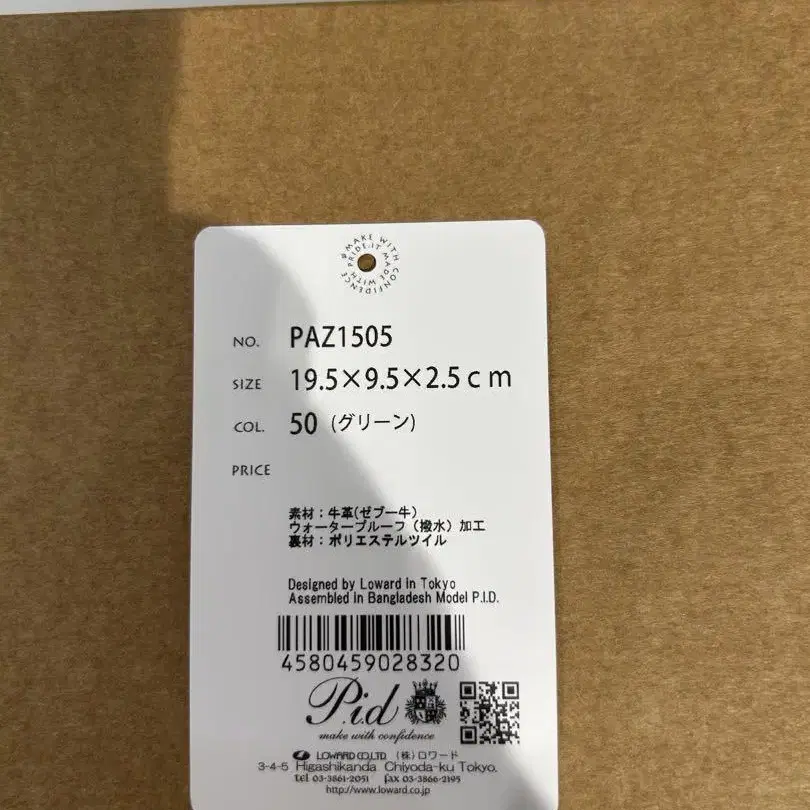 #MAKE WITH CONFIDENCE
MADE WITH PRIDE.IT
NO. PAZ1505
SIZE 19.5×9.5×2.5cm
COL. 50 (グリーン)
PRICE
素材:牛革(ゼブー牛)
ウォータープルーフ(撥水)加工
裏材:ポリエステルツイル
Designed by Loward In Tokyo
Assembled in Bangladesh Model P.I.D.
4580459028320
P.i.d
make with confidence
LOWARD CO.LTD (株)ロワード
3-4-5 Higashikanda Chiyoda-ku Tokyo.
tel 03-3861-2051 fax 03-3866-2195
http://www.loward.co.jp